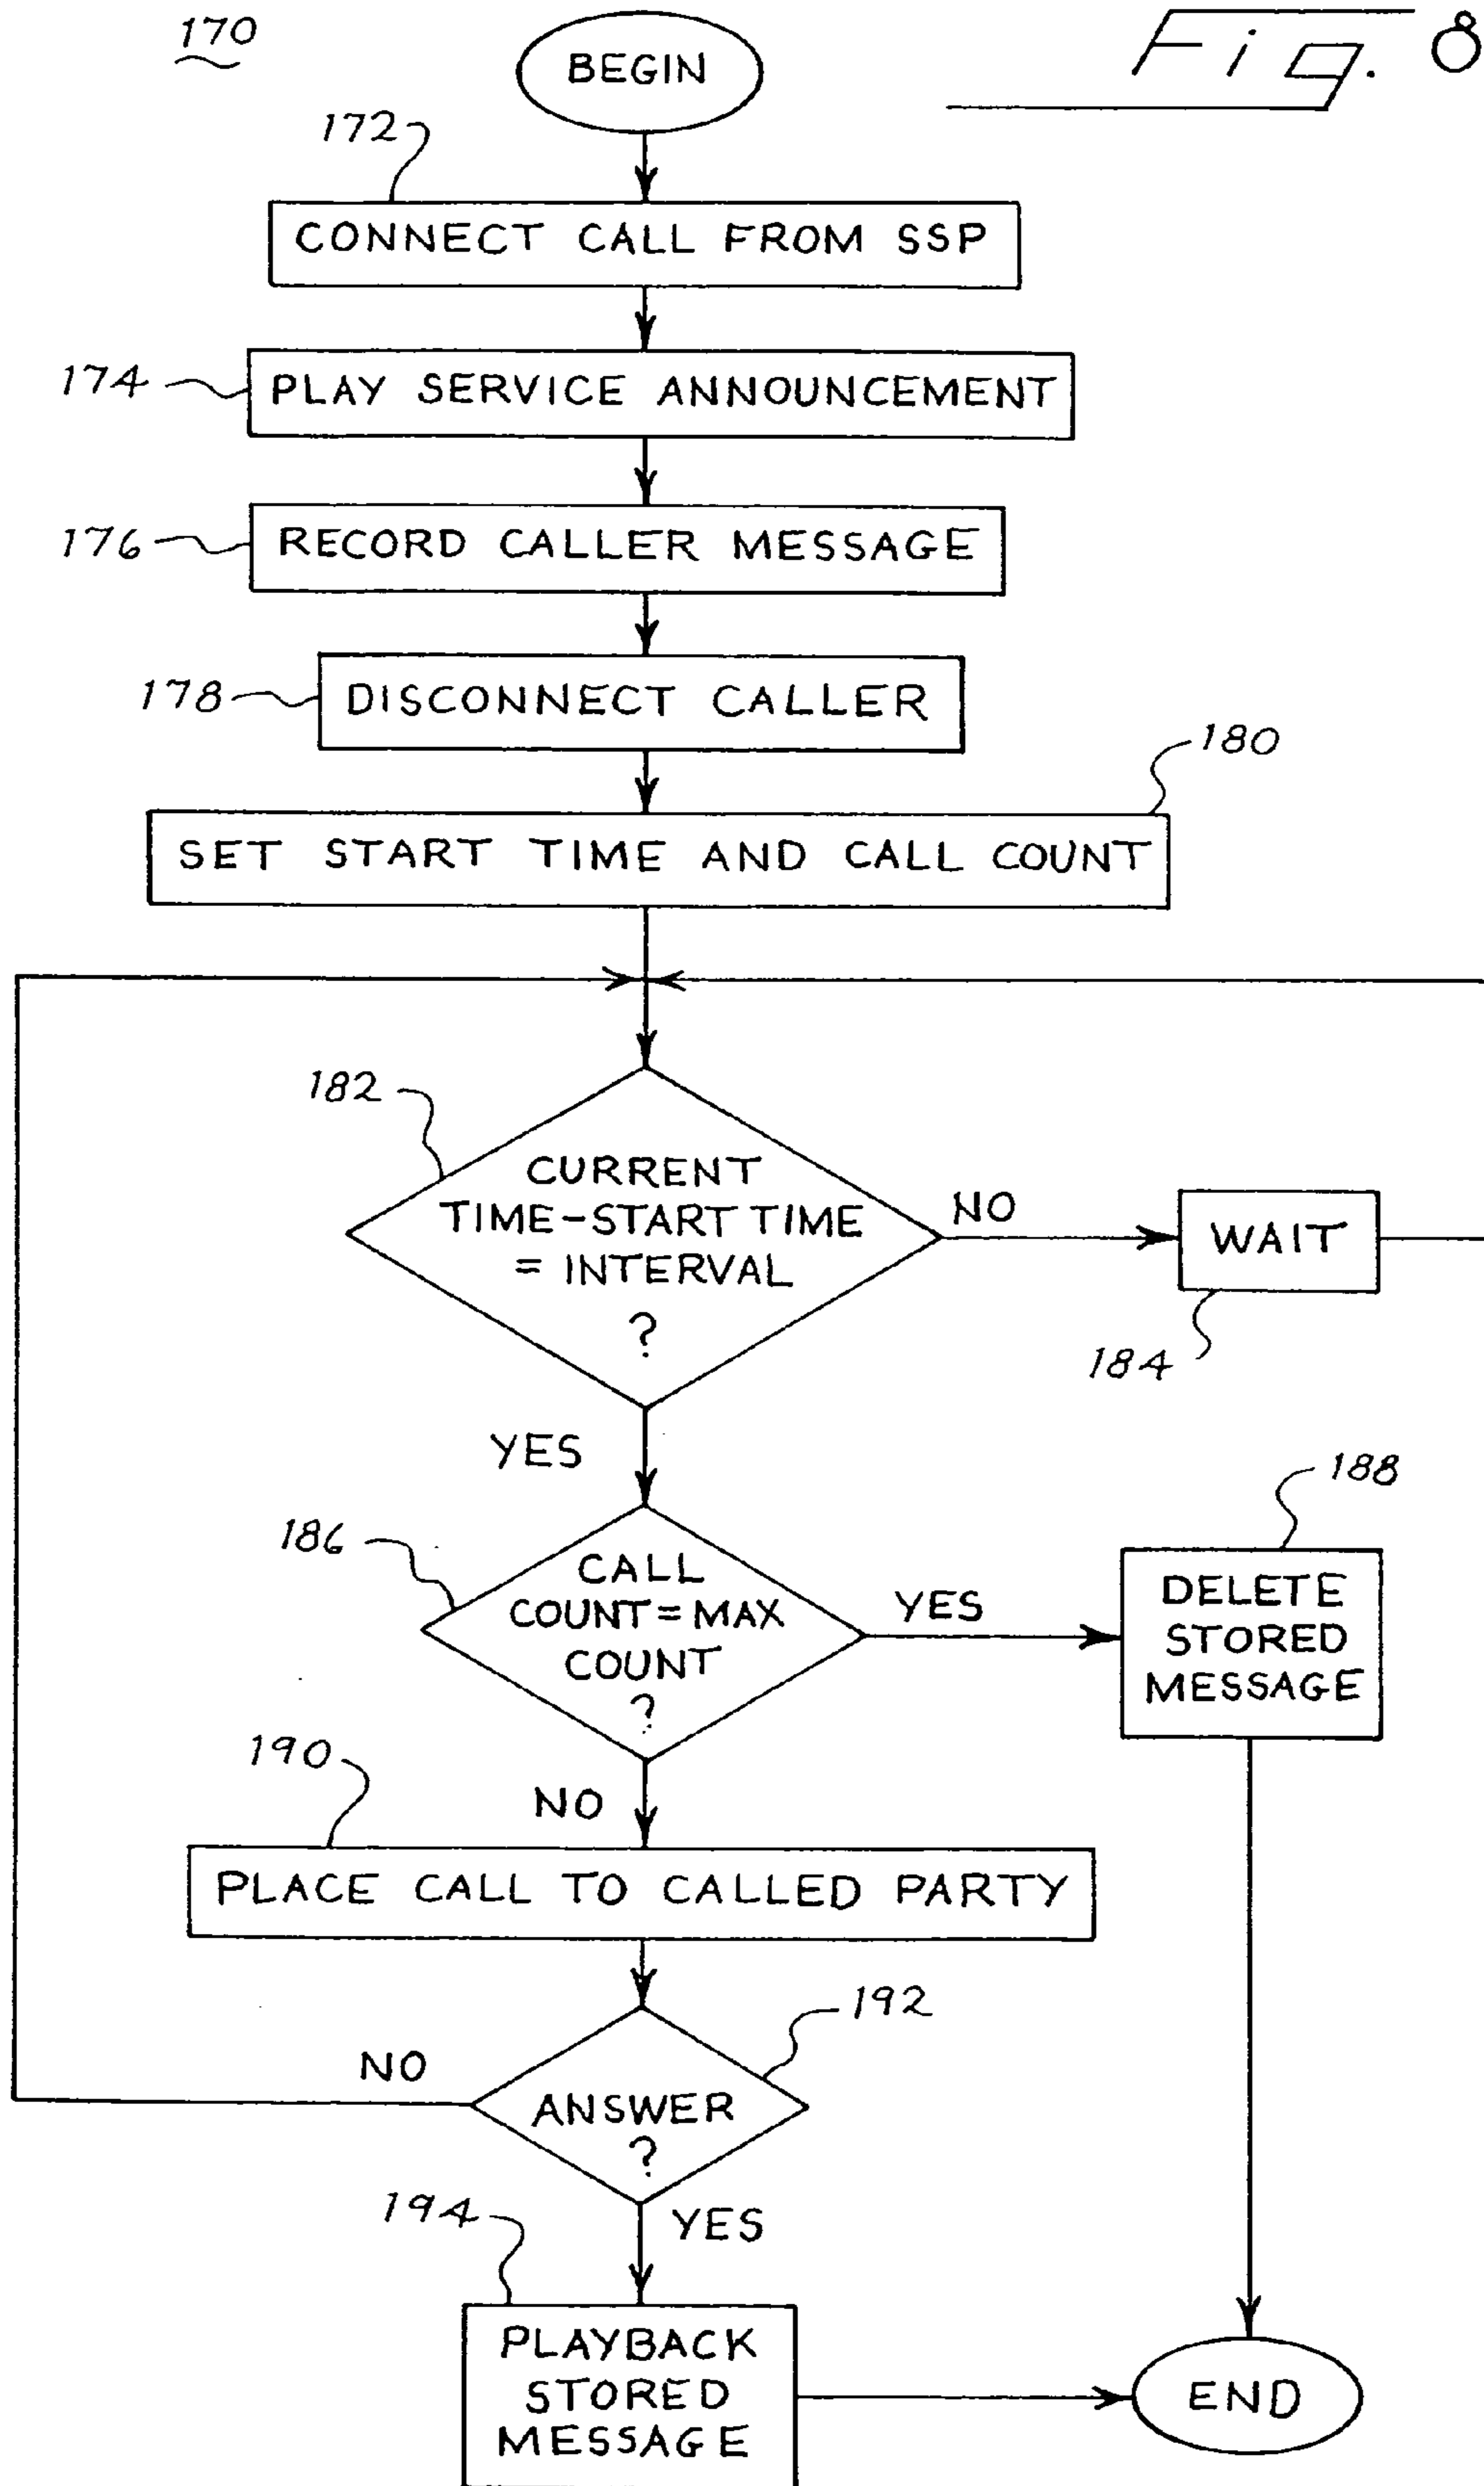 170
BEGIN
Fig. 8
172
CONNECT CALL FROM SSP
174
PLAY SERVICE ANNOUNCEMENT
176
RECORD CALLER MESSAGE
178
DISCONNECT CALLER
180
SET START TIME AND CALL COUNT
182
CURRENT
TIME-START TIME
= INTERVAL
?
NO
WAIT
184
YES
186
CALL
COUNT = MAX
COUNT
?
YES
188
DELETE
STORED
MESSAGE
190
NO
PLACE CALL TO CALLED PARTY
192
NO
ANSWER
?
194
YES
PLAYBACK
STORED
MESSAGE
END